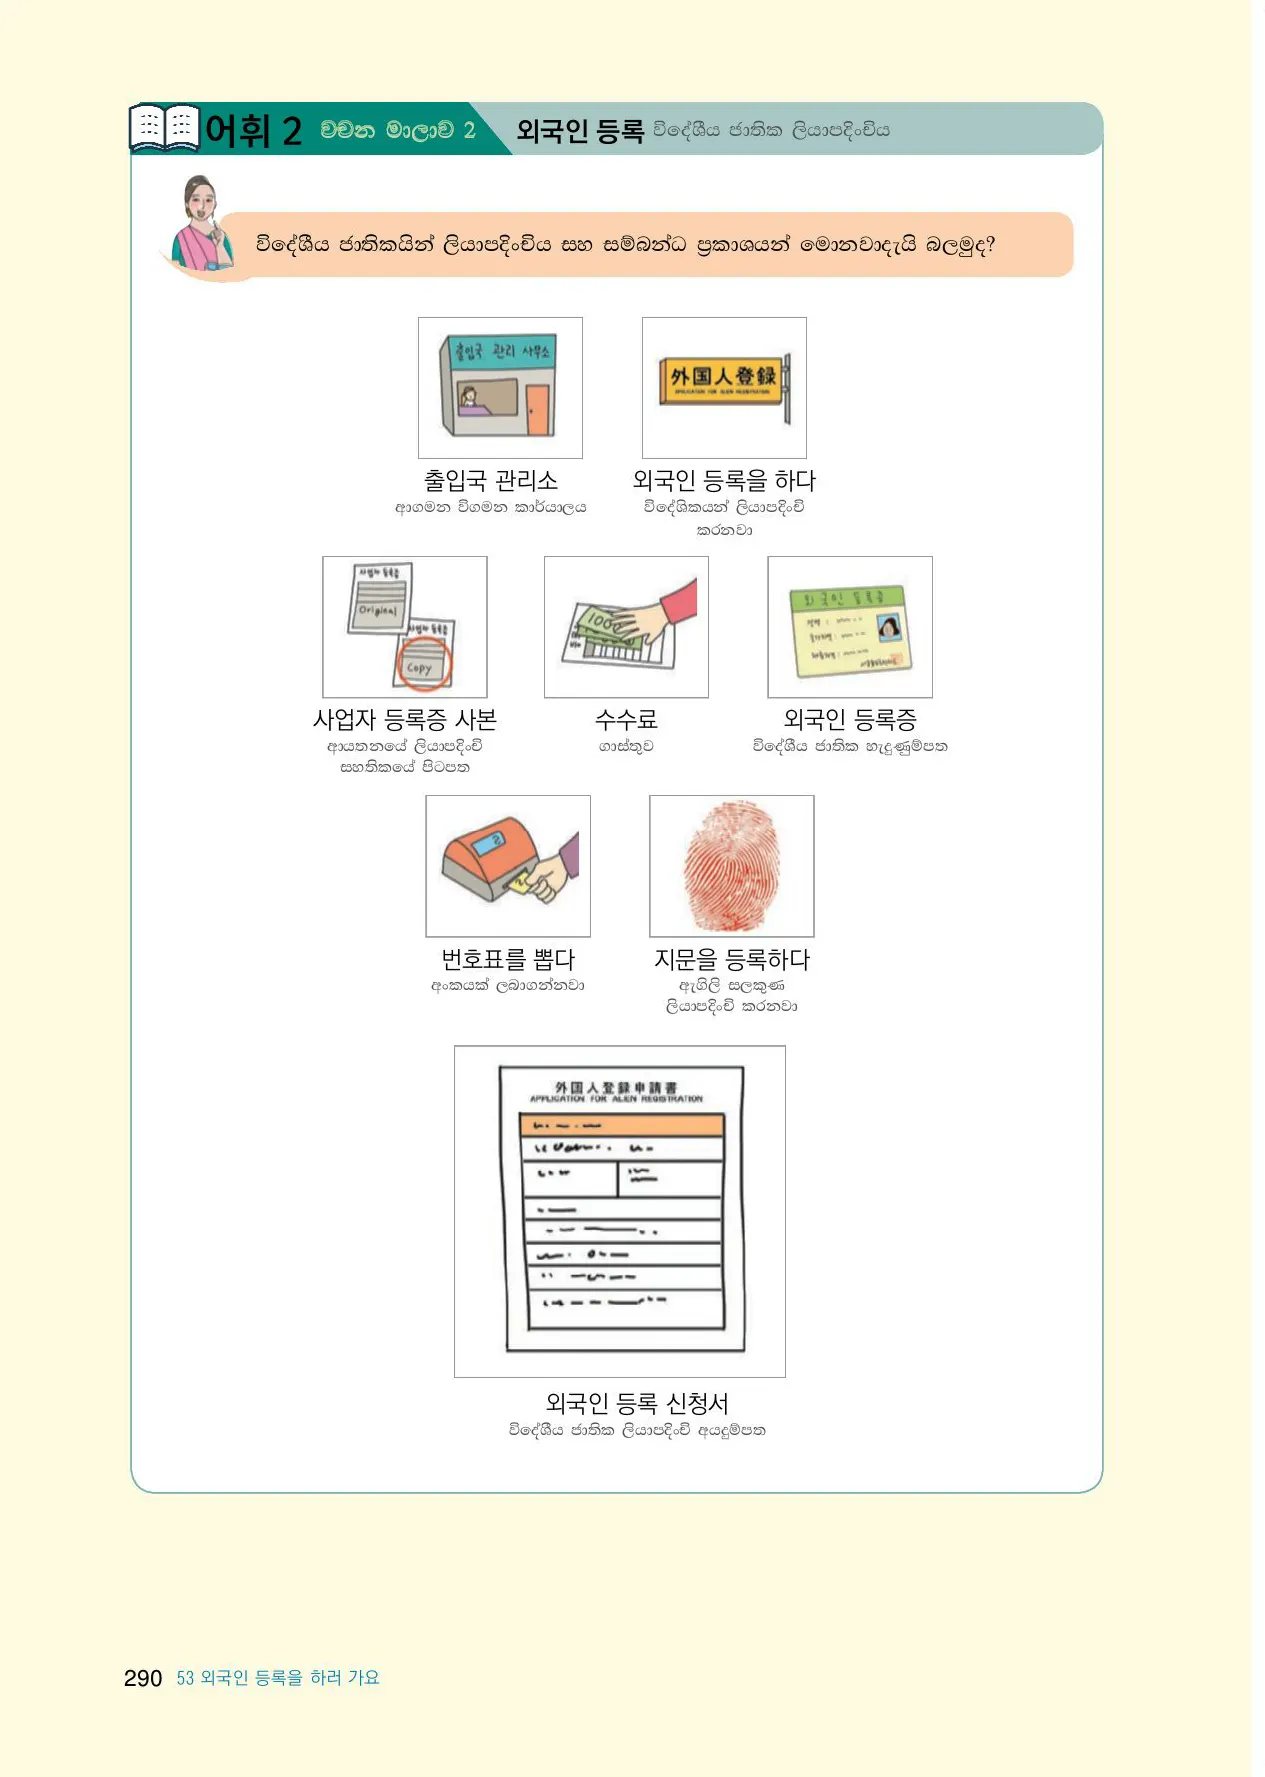 어휘 2 වචන මාලාව 2 외국인 등록 විදේශීය ජාතික ලියාපදිංචිය
විදේශීය ජාතිකයින් ලියාපදිංචිය සහ සම්බන්ධ ප්‍රකාශයන් මොනවාදැයි බලමුද?
출입국 관리 사무소
外国人登録
APPLICATION FOR ALIEN REGISTRATION
출입국 관리소
ආගමන විගමන කාර්යාලය
외국인 등록을 하다
විදේශිකයන් ලියාපදිංචි
කරනවා
사업자 등록증
Original
사업자 등록증
Copy
1000
외국인 등록증
사업자 등록증 사본
ආයතනයේ ලියාපදිංචි
සහතිකයේ පිටපත
수수료
ගාස්තුව
외국인 등록증
විදේශීය ජාතික හැඳුණුම්පත
2
번호표를 뽑다
අංකයක් ලබාගන්නවා
지문을 등록하다
ඇගිලි සලකුණ
ලියාපදිංචි කරනවා
外国人登録申請書
APPLICATION FOR ALIEN REGISTRATION
외국인 등록 신청서
විදේශීය ජාතික ලියාපදිංචි අයදුම්පත
290 53 외국인 등록을 하러 가요